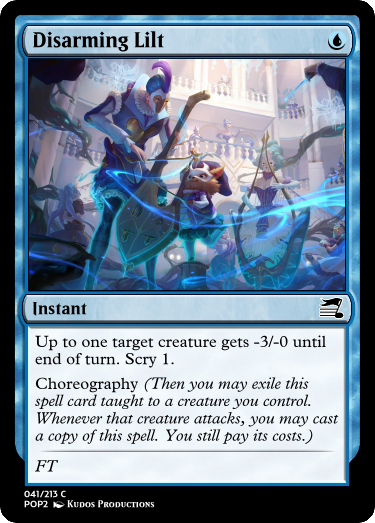 Disarming Lilt
Instant
Up to one target creature gets -3/-0 until
end of turn. Scry 1.
Choreography (Then you may exile this
spell card taught to a creature you control.
Whenever that creature attacks, you may cast
a copy of this spell. You still pay its costs.)
FT
041/213 C
POP2 Kudos Productions